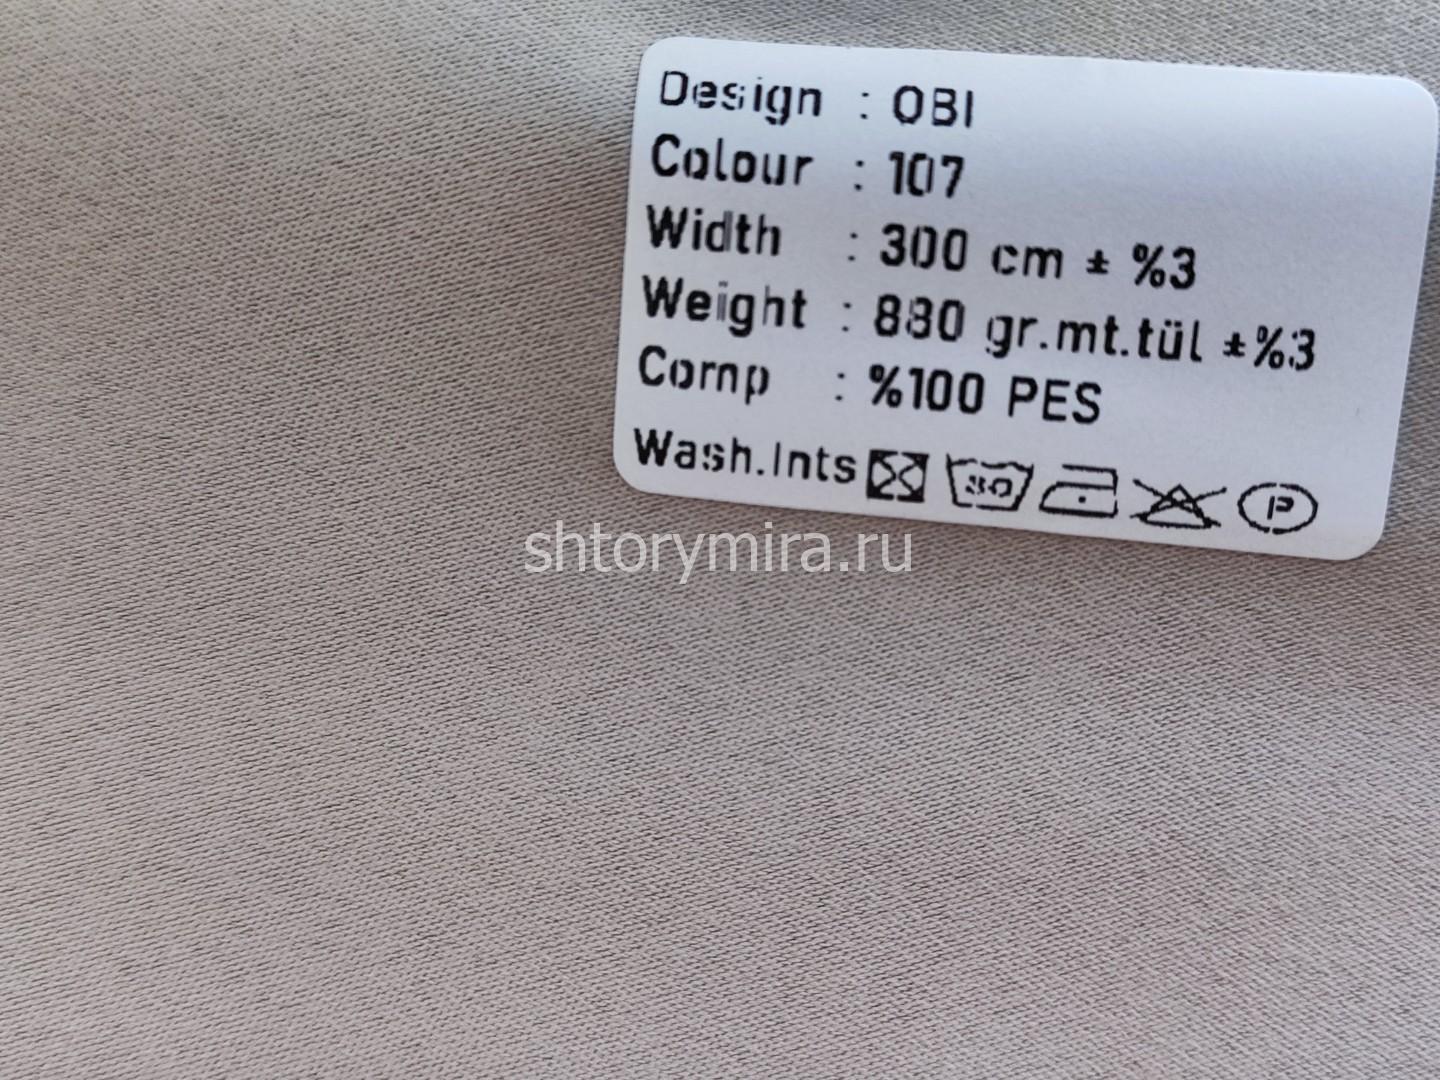 Design : OBI
Colour : 107
Width : 300 cm ± %3
Weight : 880 gr.mt.tül ±%3
Comp : %100 PES
Wash.Ints 30 P
shtorymira.ru